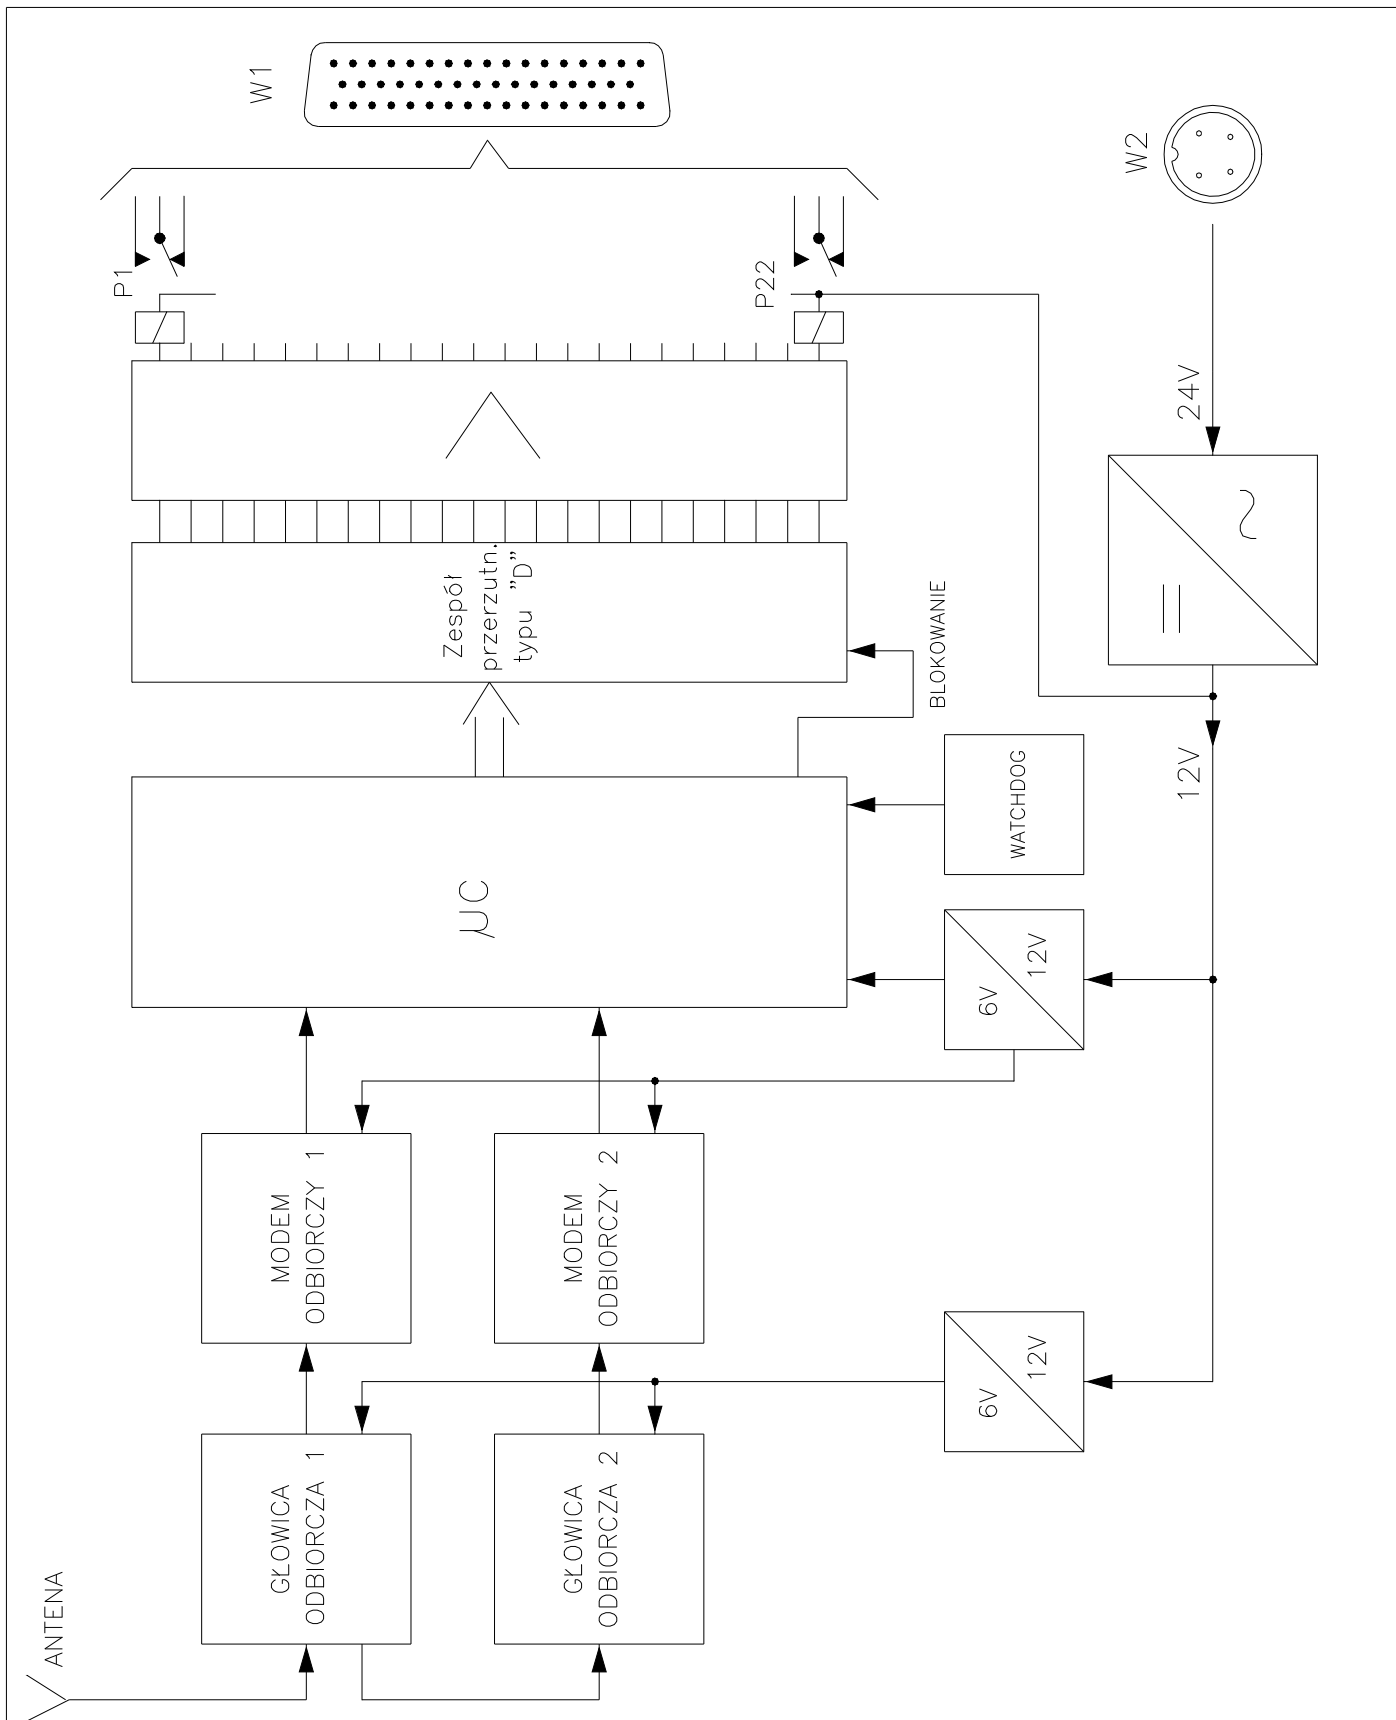 ANTENA
GŁOWICA
ODBIORCZA 1
GŁOWICA
ODBIORCZA 2
MODEM
ODBIORCZY 1
MODEM
ODBIORCZY 2
6V
12V
6V
12V
µC
WATCHDOG
BLOKOWANIE
Zespół
przerzutn.
typu "D"
P1
P22
W1
W2
24V
12V